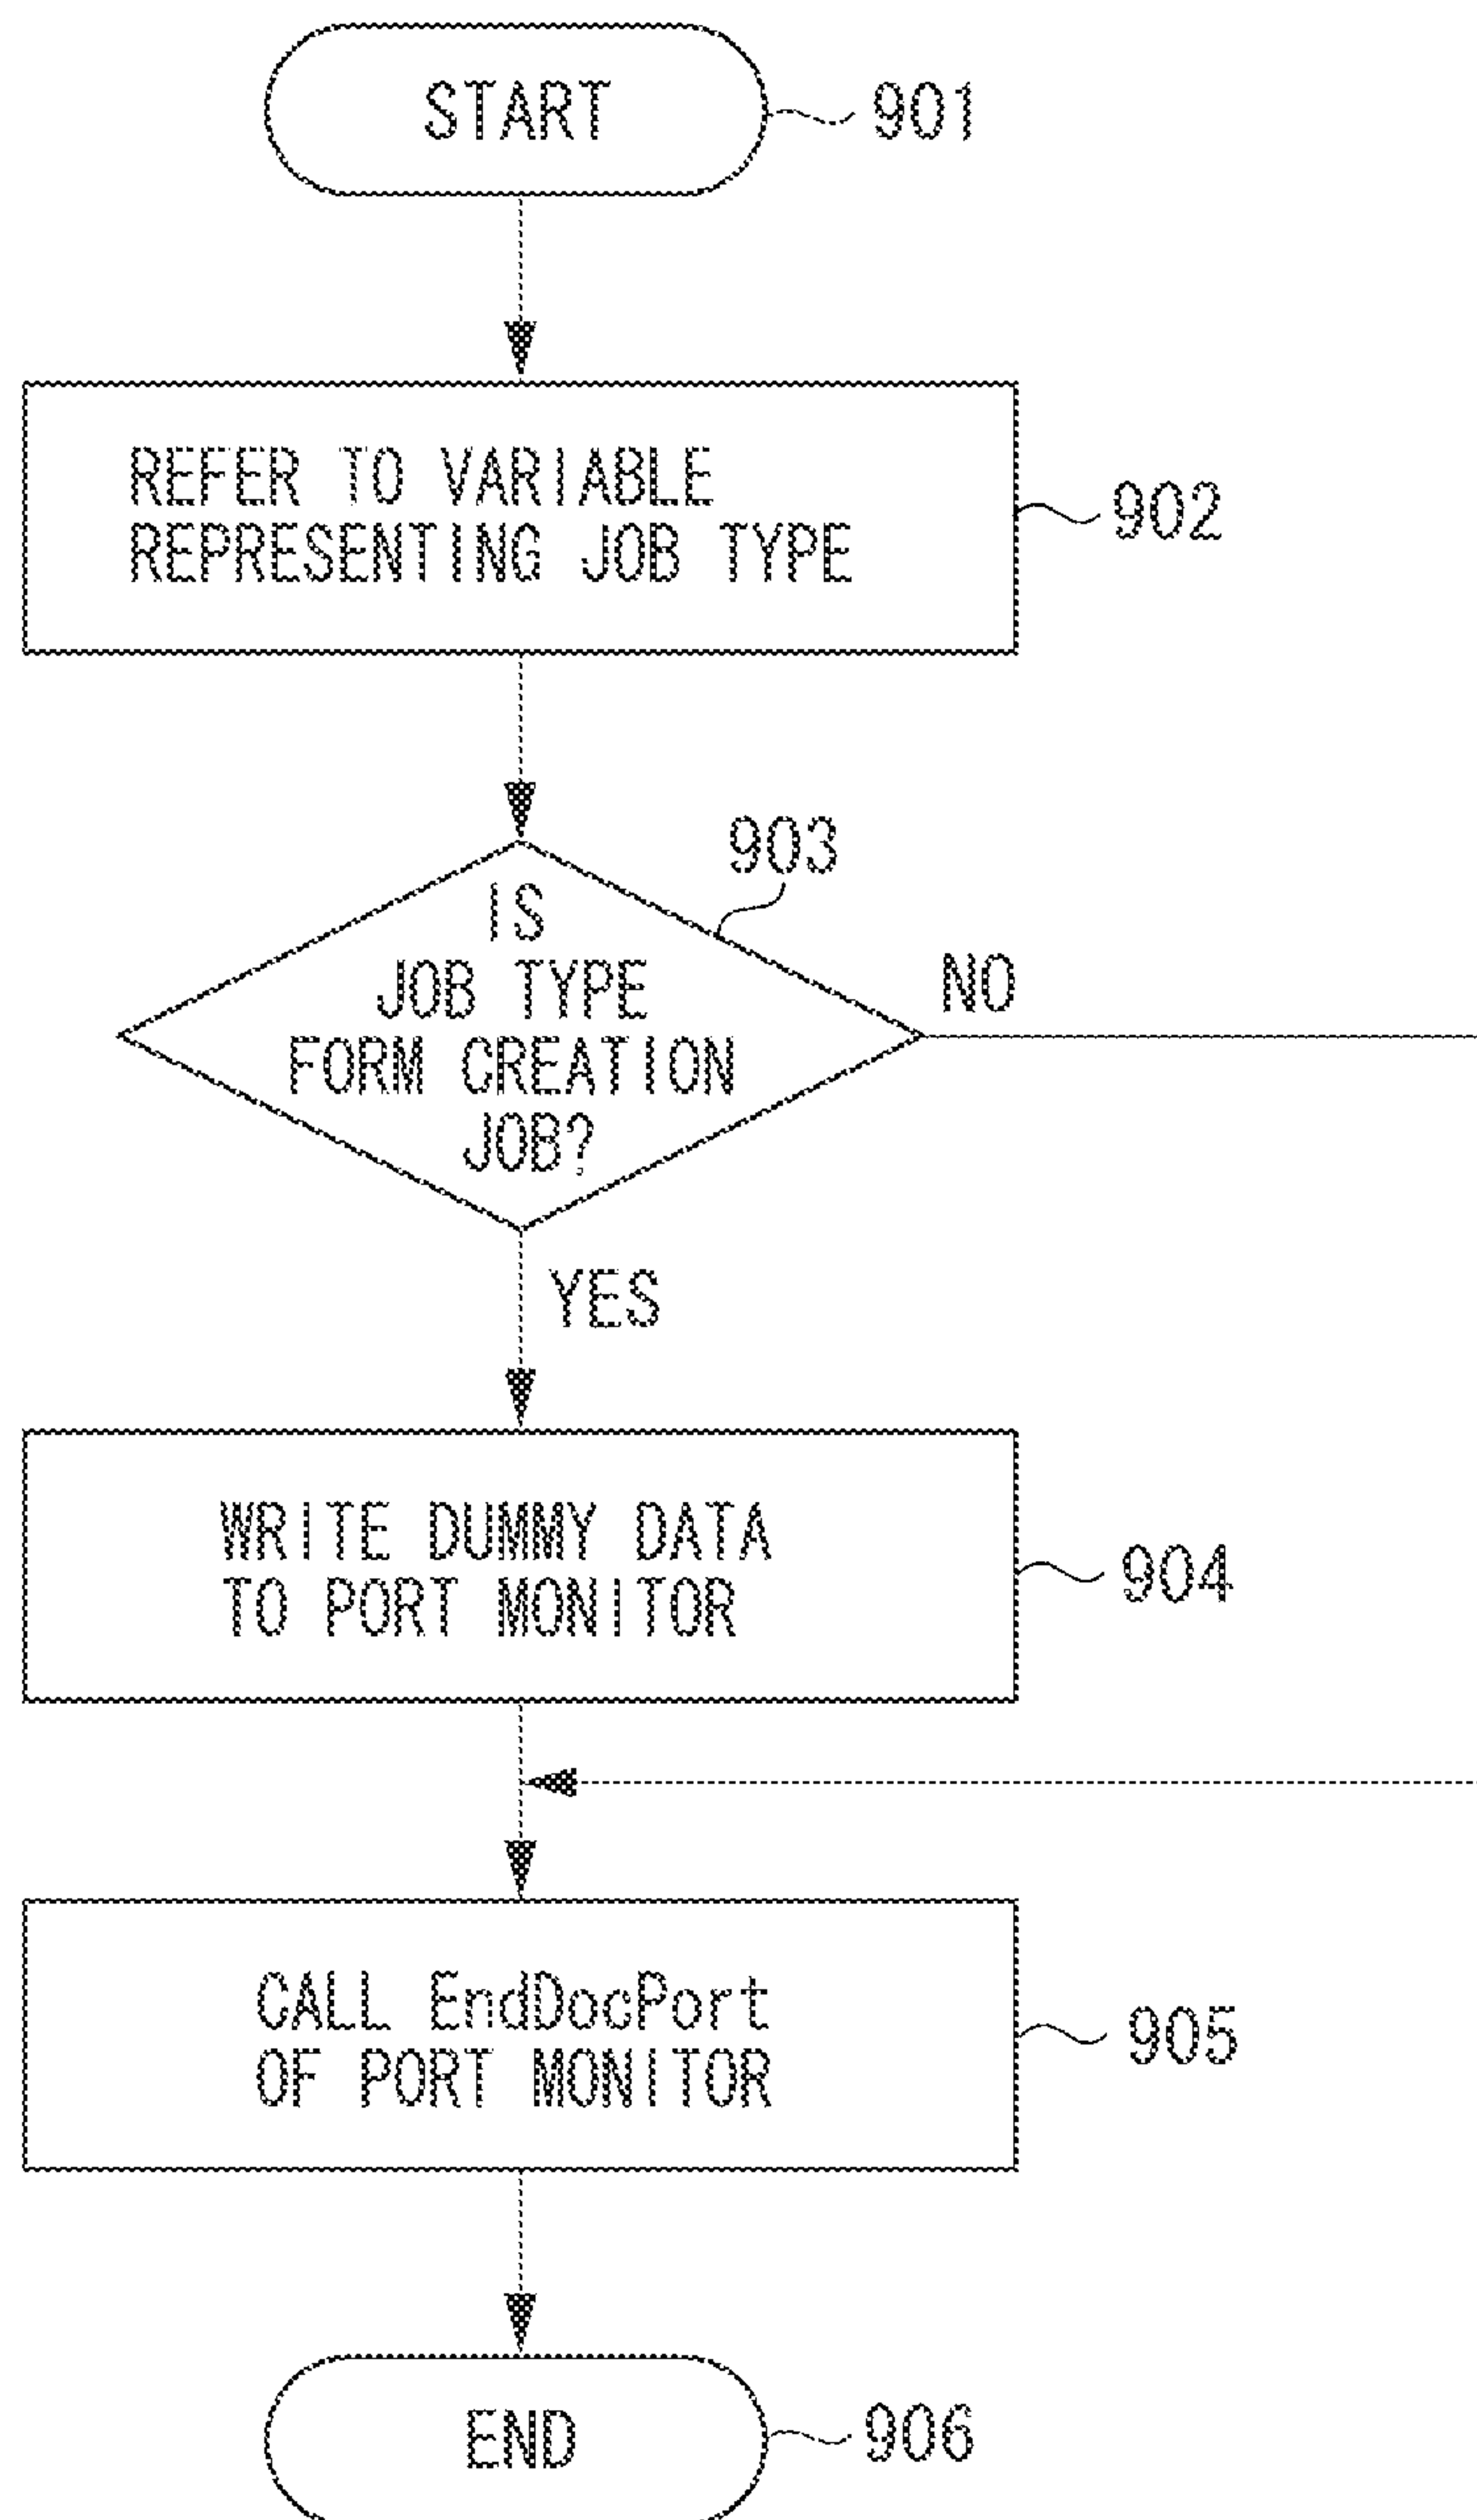 START
901
REFER TO VARIABLE
REPRESENTING JOB TYPE
902
903
IS
JOB TYPE
FORM CREATION
JOB?
NO
YES
WRITE DUMMY DATA
TO PORT MONITOR
904
CALL EndDocPort
OF PORT MONITOR
905
END
906